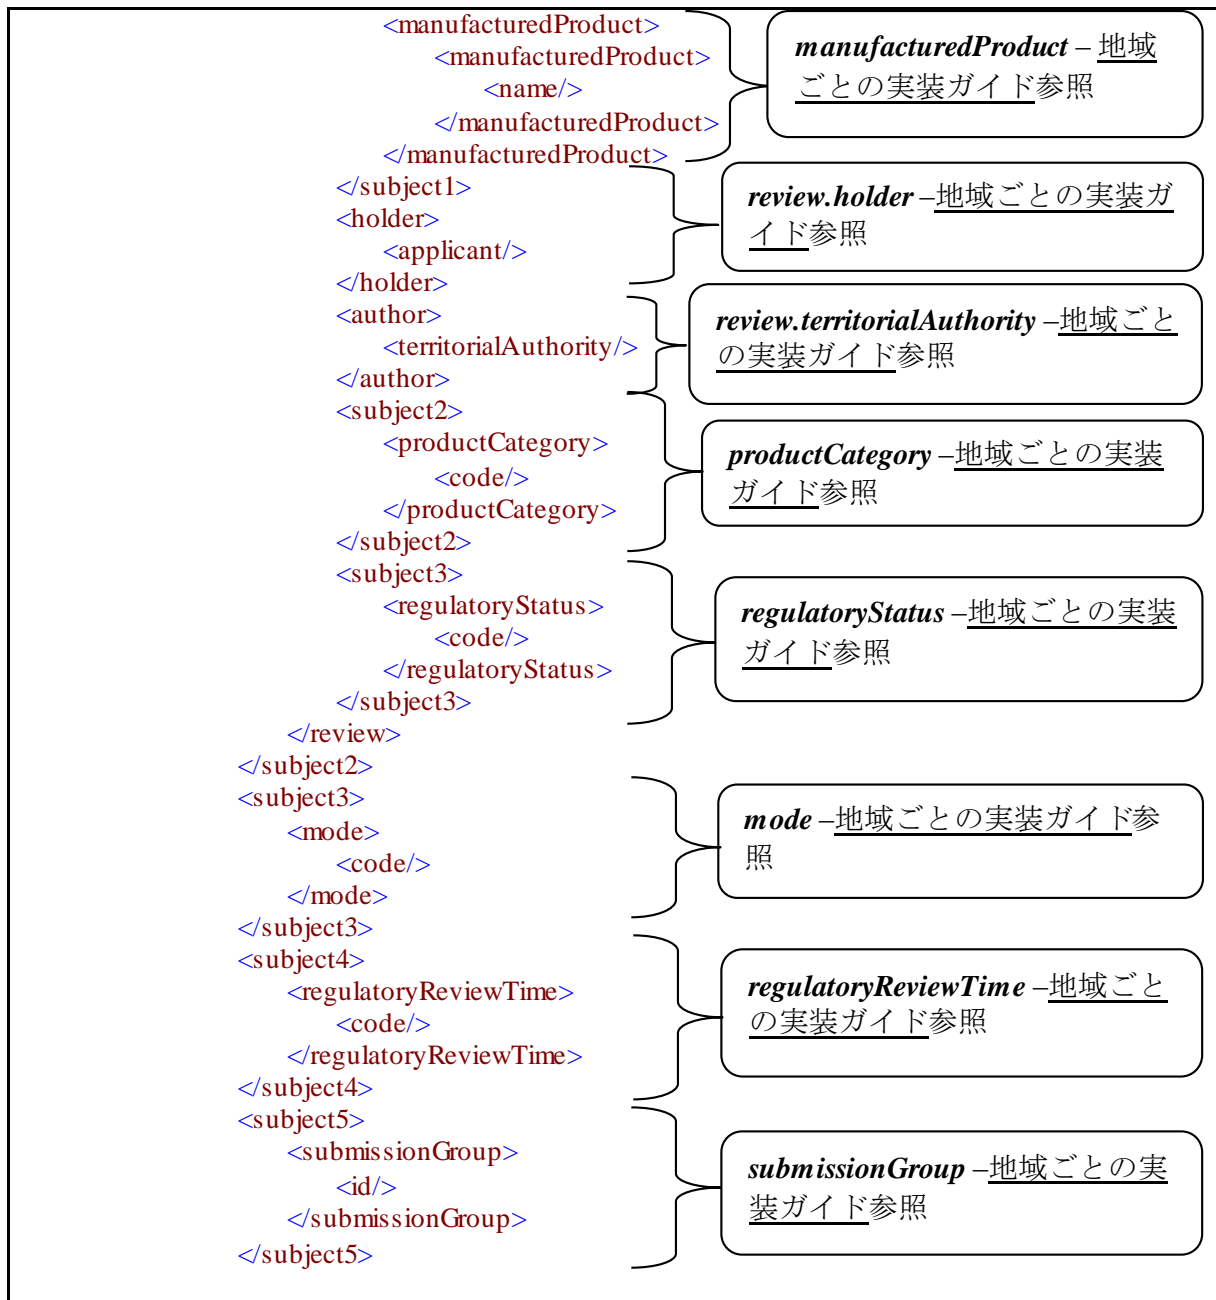 <manufacturedProduct>
<manufacturedProduct>
<name/>
</manufacturedProduct>
</manufacturedProduct>
manufacturedProduct – 地域
ごとの実装ガイド参照
</subject1>
<holder>
<applicant/>
</holder>
review.holder –地域ごとの実装ガ
イド参照
<author>
<territorialAuthority/>
</author>
review.territorialAuthority –地域ごと
の実装ガイド参照
<subject2>
<productCategory>
<code/>
</productCategory>
</subject2>
productCategory –地域ごとの実装
ガイド参照
<subject3>
<regulatoryStatus>
<code/>
</regulatoryStatus>
</subject3>
regulatoryStatus –地域ごとの実装
ガイド参照
</review>
</subject2>
<subject3>
<mode>
<code/>
</mode>
</subject3>
mode –地域ごとの実装ガイド参
照
<subject4>
<regulatoryReviewTime>
<code/>
</regulatoryReviewTime>
</subject4>
regulatoryReviewTime –地域ごと
の実装ガイド参照
<subject5>
<submissionGroup>
<id/>
</submissionGroup>
</subject5>
submissionGroup –地域ごとの実
装ガイド参照